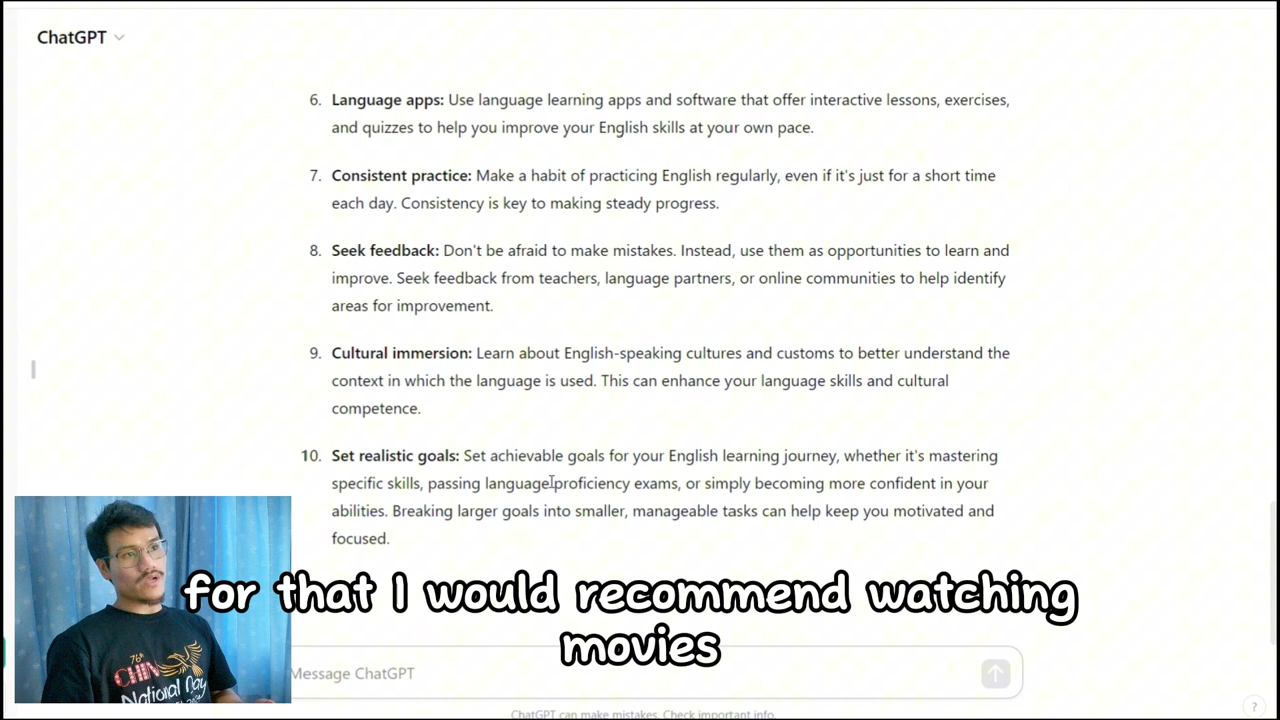 ChatGPT
6. Language apps: Use language learning apps and software that offer interactive lessons, exercises,
and quizzes to help you improve your English skills at your own pace.
7. Consistent practice: Make a habit of practicing English regularly, even if it's just for a short time
each day. Consistency is key to making steady progress.
8. Seek feedback: Don't be afraid to make mistakes. Instead, use them as opportunities to learn and
improve. Seek feedback from teachers, language partners, or online communities to help identify
areas for improvement.
9. Cultural immersion: Learn about English-speaking cultures and customs to better understand the
context in which the language is used. This can enhance your language skills and cultural
competence.
10. Set realistic goals: Set achievable goals for your English learning journey, whether it's mastering
specific skills, passing language proficiency exams, or simply becoming more confident in your
abilities. Breaking larger goals into smaller, manageable tasks can help keep you motivated and
focused.
for that I would recommend watching
movies
76th
CHIN
National Day
Message ChatGPT
ChatGPT can make mistakes. Check important info.
?